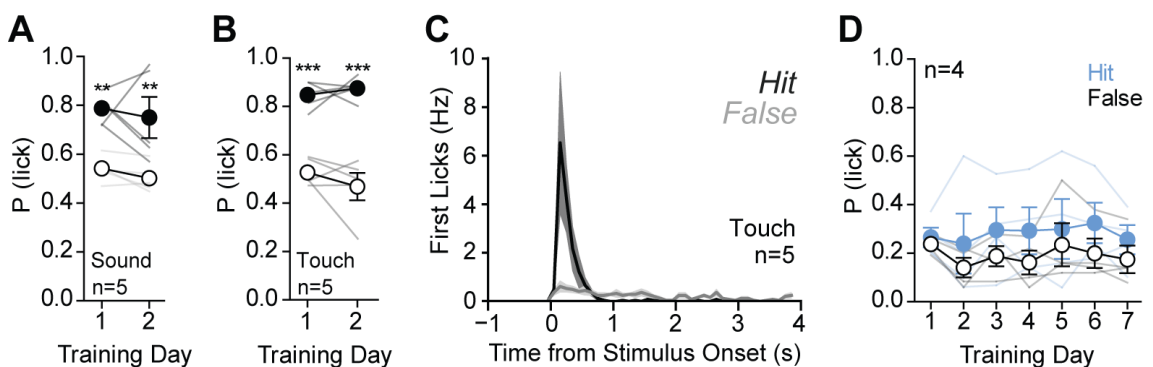 A
P (lick)
1.0
0.8
0.6
0.4
0.2
0.0
**
**
Sound
n=5
1
2
Training Day
B
P (lick)
1.0
0.8
0.6
0.4
0.2
0.0
***
***
Touch
n=5
1
2
Training Day
C
First Licks (Hz)
10
8
6
4
2
0
Hit
False
Touch
n=5
−1
0
1
2
3
4
Time from Stimulus Onset (s)
D
P (lick)
1.0
0.8
0.6
0.4
0.2
0.0
n=4
Hit
False
1
2
3
4
5
6
7
Training Day